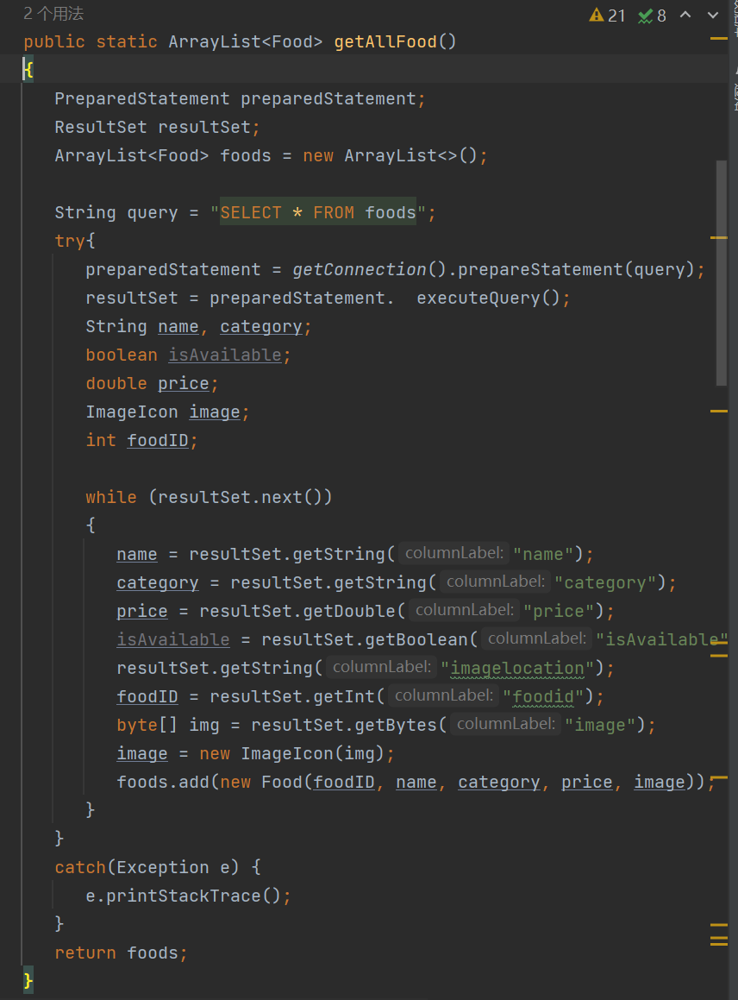 2 个用法
21 8
public static ArrayList<Food> getAllFood()
{
PreparedStatement preparedStatement;
ResultSet resultSet;
ArrayList<Food> foods = new ArrayList<>();
String query = "SELECT * FROM foods";
try{
preparedStatement = getConnection().prepareStatement(query);
resultSet = preparedStatement.  executeQuery();
String name, category;
boolean isAvailable;
double price;
ImageIcon image;
int foodID;
while (resultSet.next())
{
name = resultSet.getString( columnLabel: "name");
category = resultSet.getString( columnLabel: "category");
price = resultSet.getDouble( columnLabel: "price");
isAvailable = resultSet.getBoolean( columnLabel: "isAvailable"
resultSet.getString( columnLabel: "imagelocation");
foodID = resultSet.getInt( columnLabel: "foodid");
byte[] img = resultSet.getBytes( columnLabel: "image");
image = new ImageIcon(img);
foods.add(new Food(foodID, name, category, price, image));
}
}
catch(Exception e) {
e.printStackTrace();
}
return foods;
}